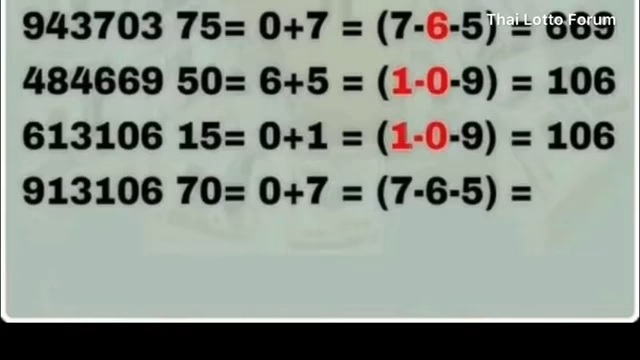 Thai Lotto Forum
943703 75= 0+7 = (7-6-5) = 669
484669 50= 6+5 = (1-0-9) = 106
613106 15= 0+1 = (1-0-9) = 106
913106 70= 0+7 = (7-6-5) =